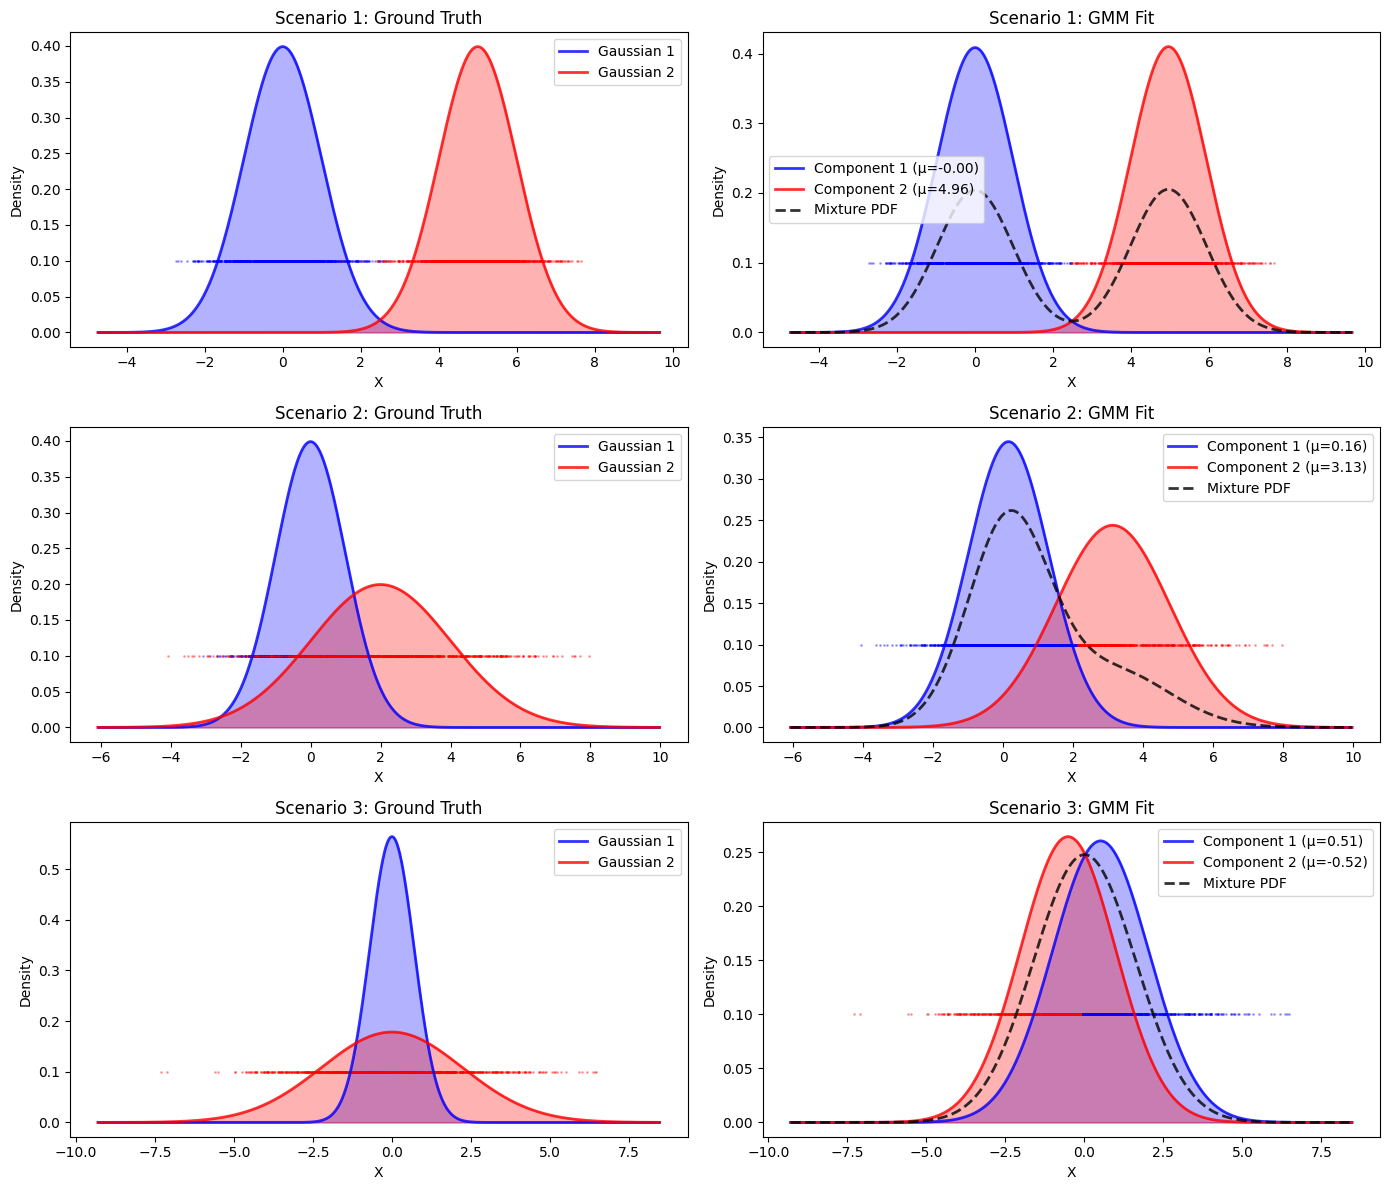 Scenario 1: Ground Truth
Density
0.40
0.35
0.30
0.25
0.20
0.15
0.10
0.05
0.00
Gaussian 1
Gaussian 2
−4 −2 0 2 4 6 8 10
X
Scenario 1: GMM Fit
Density
0.4
0.3
0.2
0.1
0.0
Component 1 (μ=-0.00)
Component 2 (μ=4.96)
Mixture PDF
−4 −2 0 2 4 6 8 10
X
Scenario 2: Ground Truth
Density
0.40
0.35
0.30
0.25
0.20
0.15
0.10
0.05
0.00
Gaussian 1
Gaussian 2
−6 −4 −2 0 2 4 6 8 10
X
Scenario 2: GMM Fit
Density
0.35
0.30
0.25
0.20
0.15
0.10
0.05
0.00
Component 1 (μ=0.16)
Component 2 (μ=3.13)
Mixture PDF
−6 −4 −2 0 2 4 6 8 10
X
Scenario 3: Ground Truth
Density
0.5
0.4
0.3
0.2
0.1
0.0
Gaussian 1
Gaussian 2
−10.0 −7.5 −5.0 −2.5 0.0 2.5 5.0 7.5
X
Scenario 3: GMM Fit
Density
0.25
0.20
0.15
0.10
0.05
0.00
Component 1 (μ=0.51)
Component 2 (μ=-0.52)
Mixture PDF
−10.0 −7.5 −5.0 −2.5 0.0 2.5 5.0 7.5
X